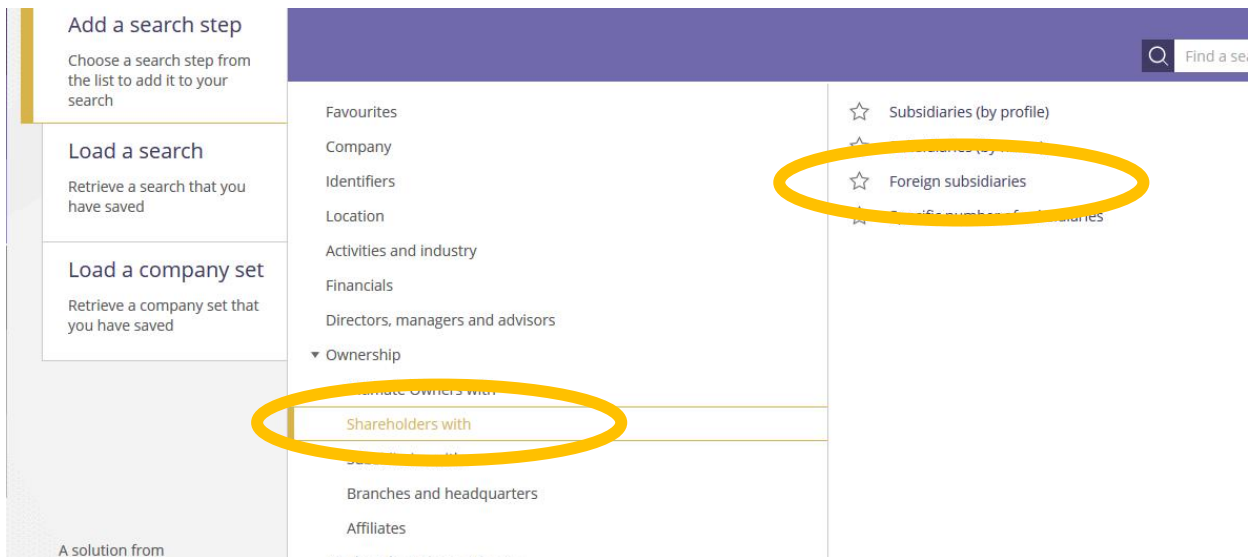 Add a search step
Choose a search step from
the list to add it to your
search
Load a search
Retrieve a search that you
have saved
Load a company set
Retrieve a company set that
you have saved
A solution from
Find a sea
Favourites
Company
Identifiers
Location
Activities and industry
Financials
Directors, managers and advisors
Ownership
Owners with
Shareholders with
Branches and headquarters
Affiliates
Subsidiaries (by profile)
Foreign subsidiaries